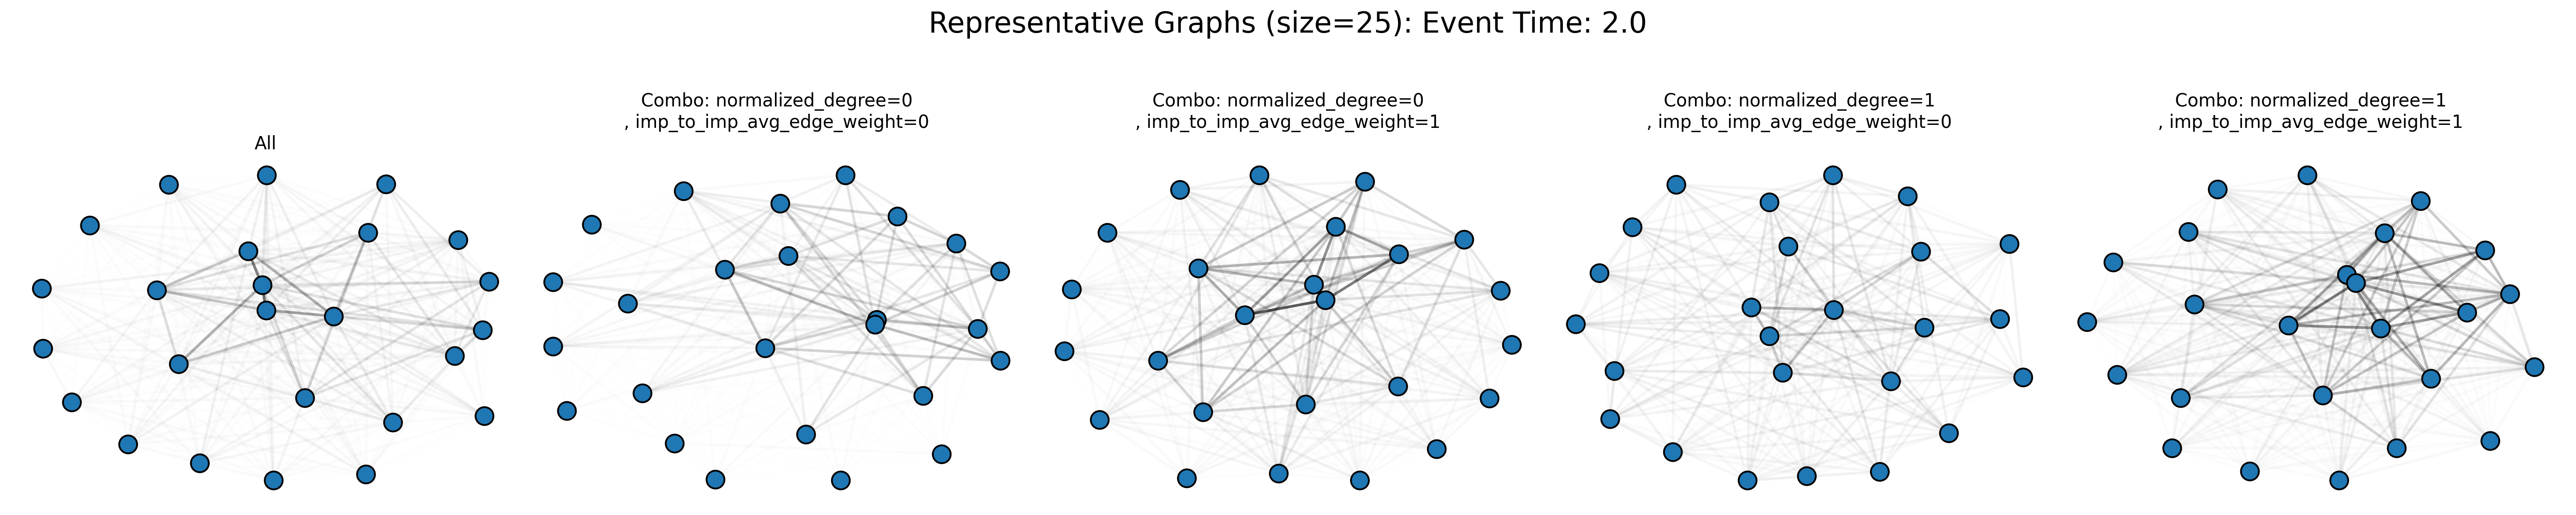 Representative Graphs (size=25): Event Time: 2.0
All
Combo: normalized_degree=0
, imp_to_imp_avg_edge_weight=0
Combo: normalized_degree=0
, imp_to_imp_avg_edge_weight=1
Combo: normalized_degree=1
, imp_to_imp_avg_edge_weight=0
Combo: normalized_degree=1
, imp_to_imp_avg_edge_weight=1